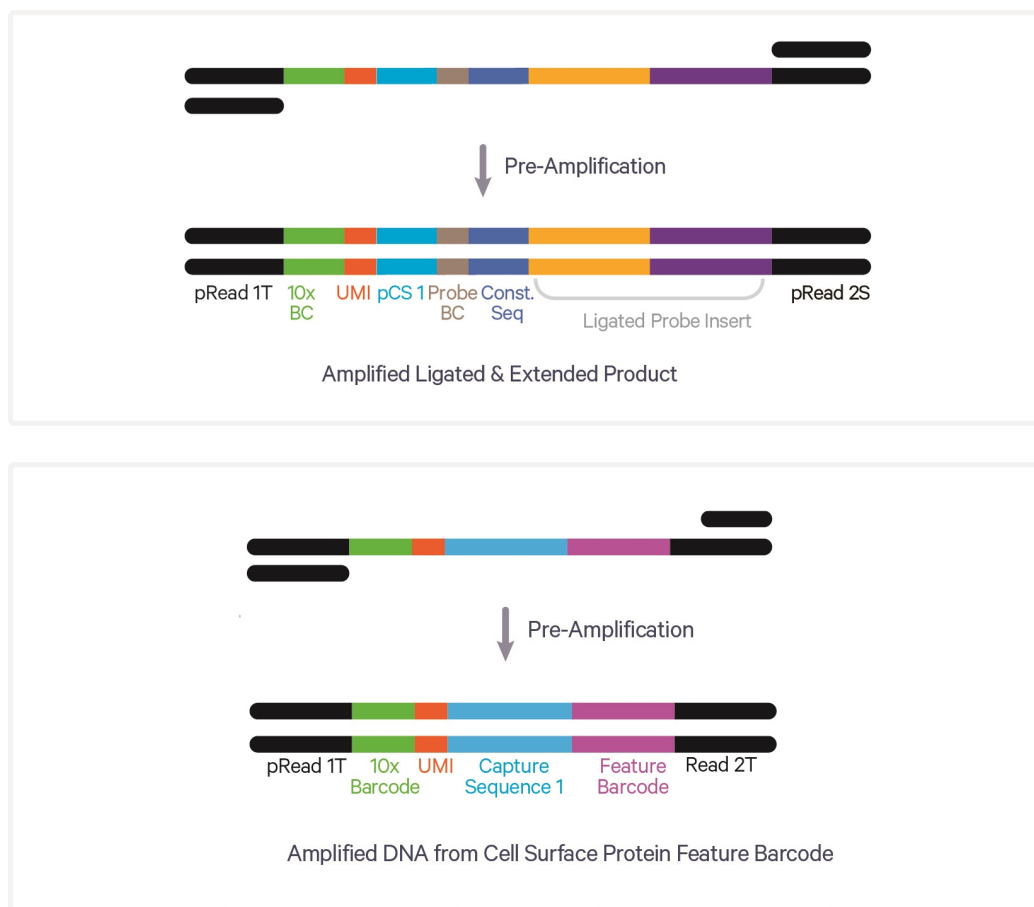 Pre-Amplification
pRead 1T 10x BC UMI pCS 1 Probe BC Const. Seq pRead 2S
Ligated Probe Insert
Amplified Ligated & Extended Product
Pre-Amplification
pRead 1T 10x Barcode UMI Capture Sequence 1 Feature Barcode Read 2T
Amplified DNA from Cell Surface Protein Feature Barcode